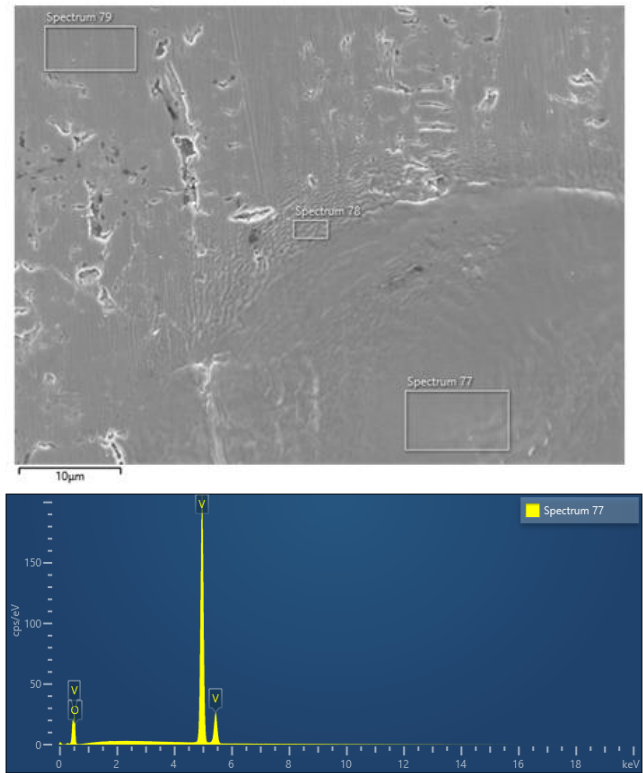 Spectrum 79
Spectrum 78
Spectrum 77
10µm
V
Spectrum 77
150
cps/eV
100
50
V
V
O
0
0 2 4 6 8 10 12 14 16 18 keV